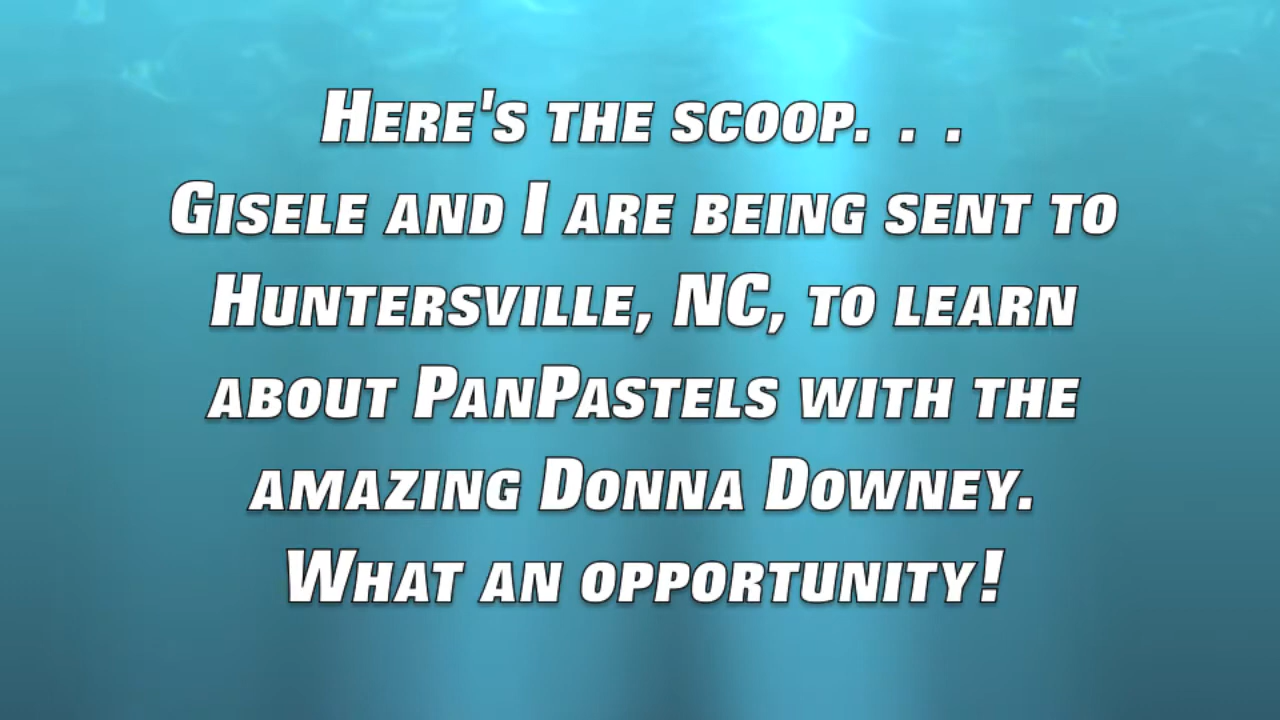 Here's the scoop. . .
Gisele and I are being sent to
Huntersville, NC, to learn
about PanPastels with the
amazing Donna Downey.
What an opportunity!